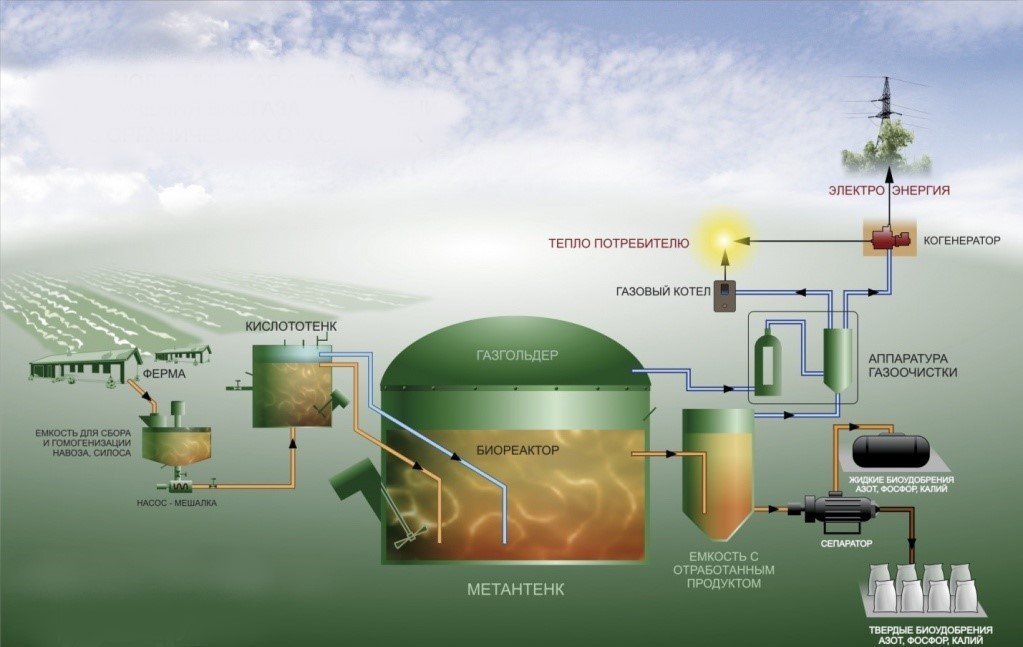 ЭЛЕКТРО ЭНЕРГИЯ
ТЕПЛО ПОТРЕБИТЕЛЮ
КОГЕНЕРАТОР
ГАЗОВЫЙ КОТЕЛ
КИСЛОТОТЕНК
ГАЗГОЛЬДЕР
АППАРАТУРА
ГАЗООЧИСТКИ
ФЕРМА
ЕМКОСТЬ ДЛЯ СБОРА
И ГОМОГЕНИЗАЦИИ
НАВОЗА, СИЛОСА
БИОРЕАКТОР
НАСОС - МЕШАЛКА
ЖИДКИЕ БИОУДОБРЕНИЯ
АЗОТ, ФОСФОР, КАЛИЙ
СЕПАРАТОР
ЕМКОСТЬ С
ОТРАБОТАННЫМ
ПРОДУКТОМ
МЕТАНТЕНК
ТВЕРДЫЕ БИОУДОБРЕНИЯ
АЗОТ, ФОСФОР, КАЛИЙ